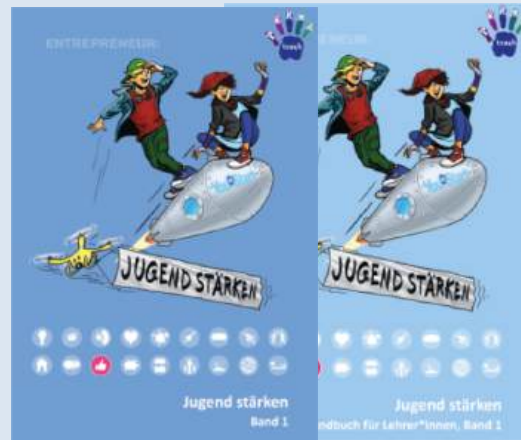 ENTREPRENEUR:
trash
YouthStart
JUGEND STÄRKEN
Jugend stärken
Band 1
trash
JUGEND STÄRKEN
Jugend stärken
ndbuch für Lehrer*innen, Band 1